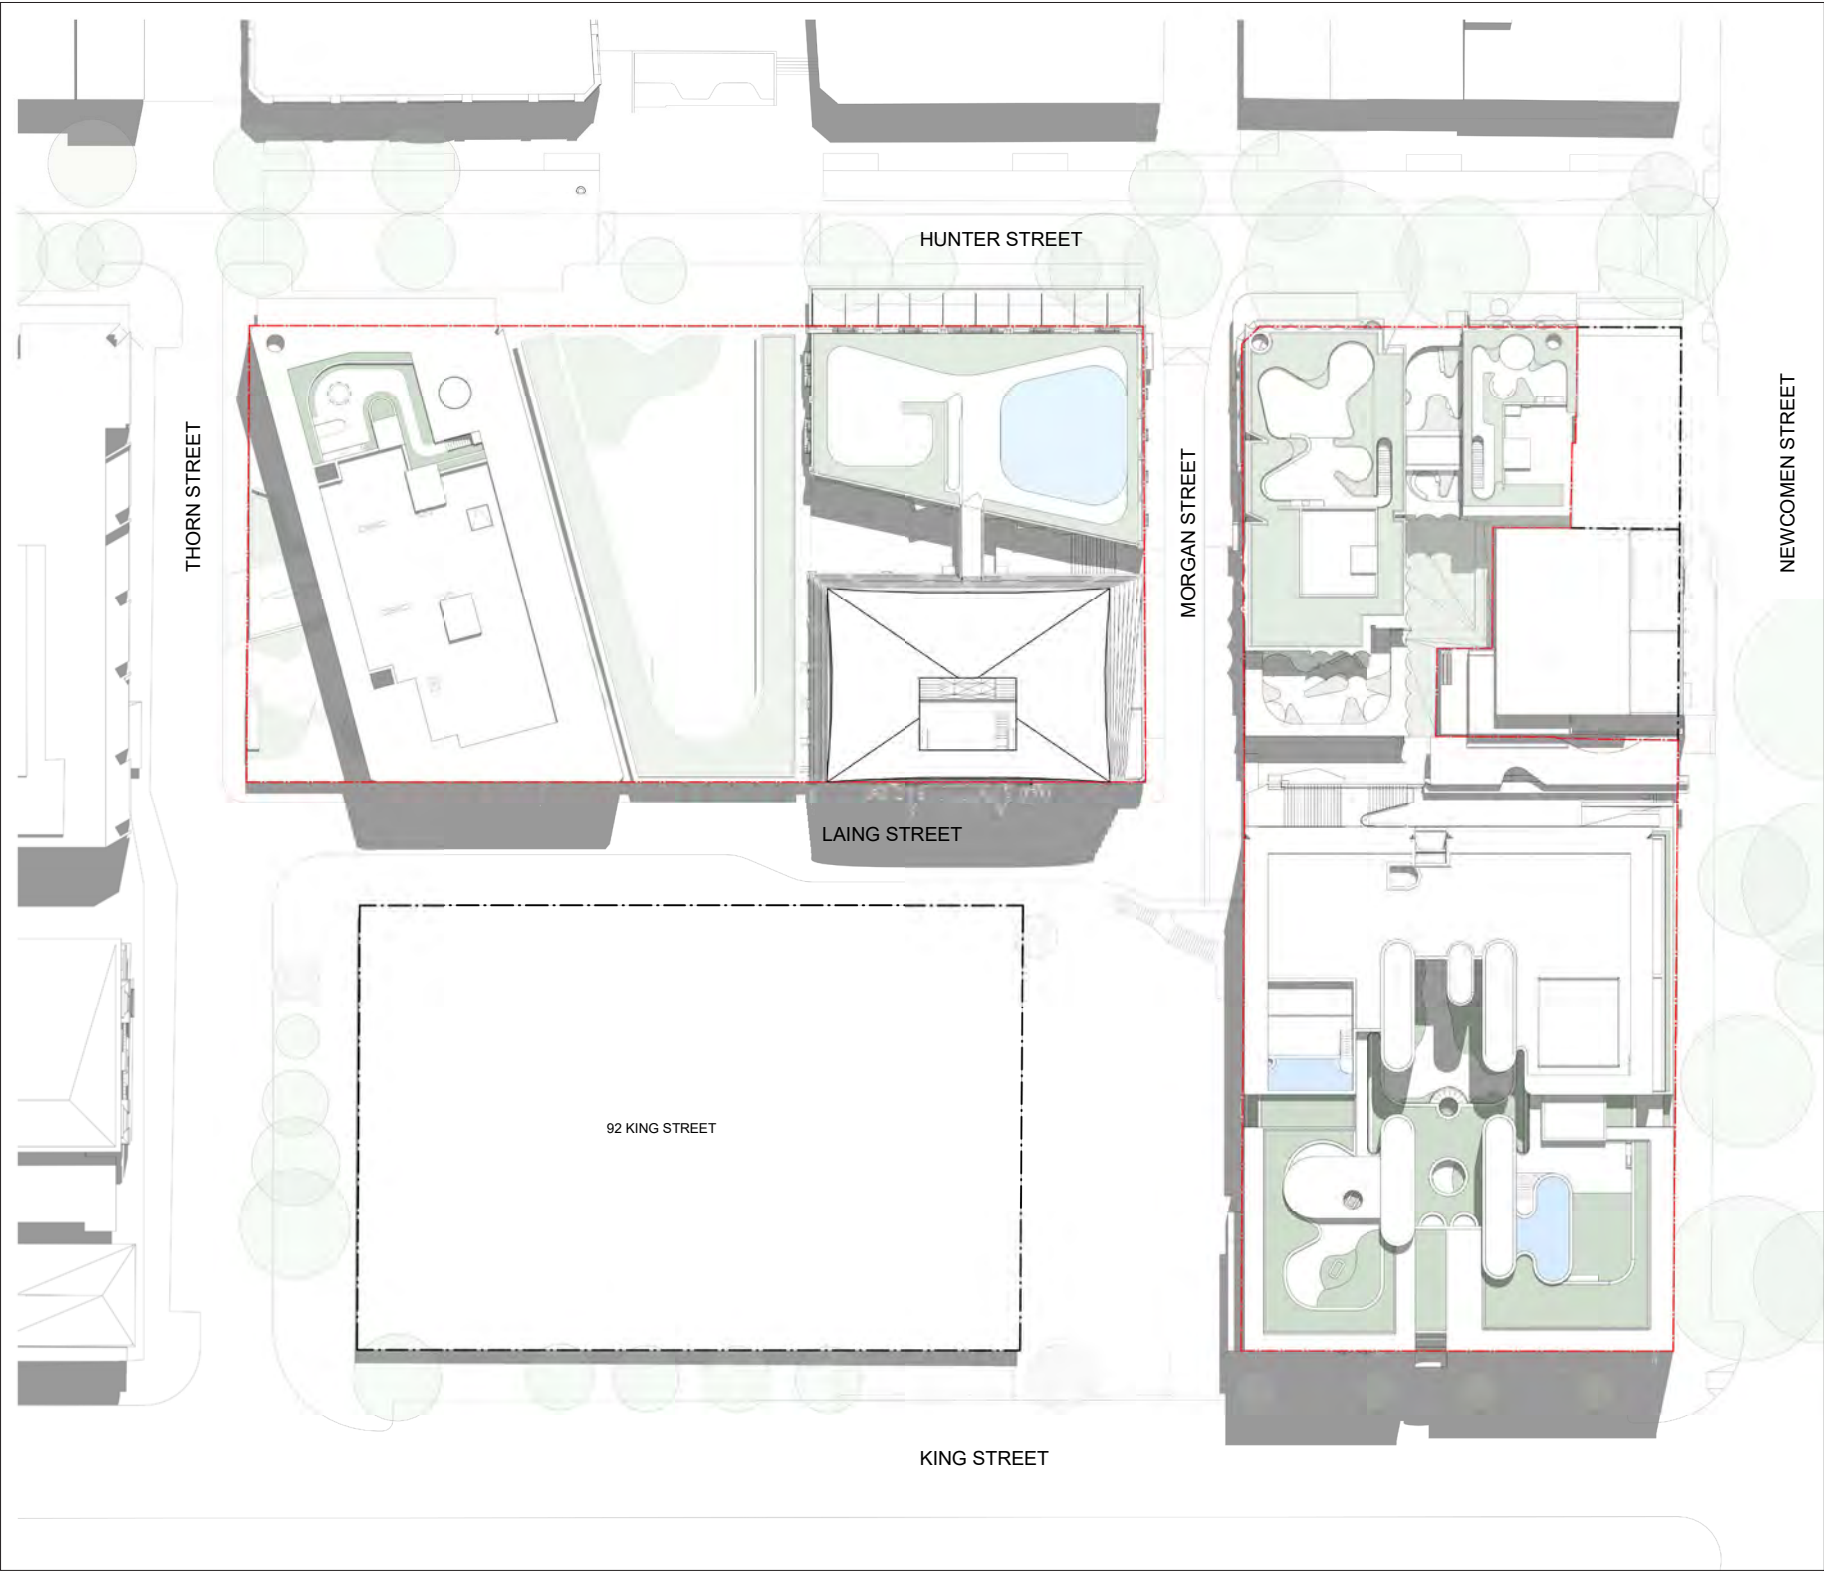 HUNTER STREET
THORN STREET
MORGAN STREET
NEWCOMEN STREET
LAING STREET
92 KING STREET
KING STREET